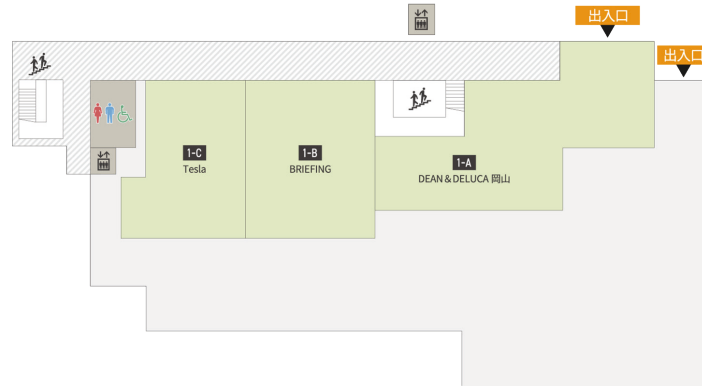 出入口
出入口
1-C
Tesla
1-B
BRIEFING
1-A
DEAN & DELUCA 岡山